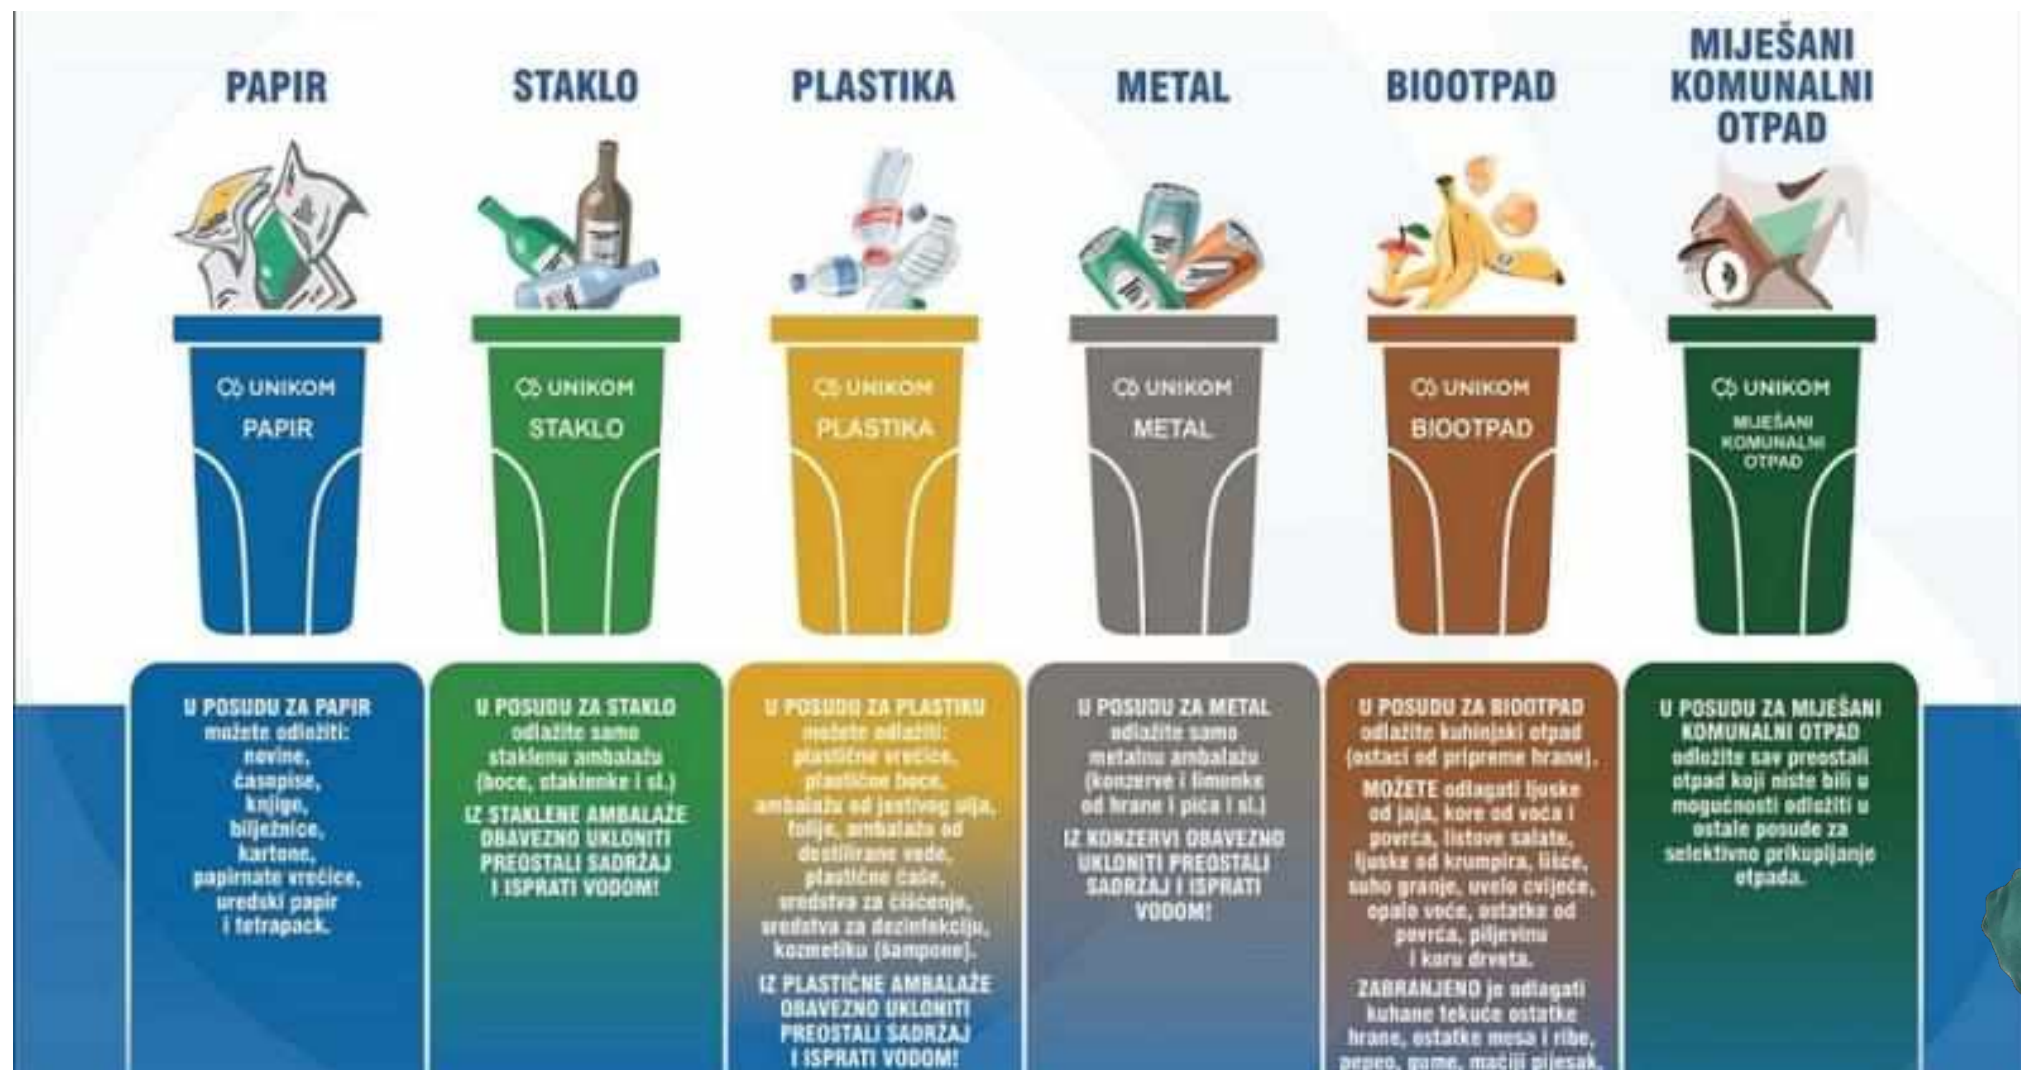 PAPIR
STAKLO
PLASTIKA
METAL
BIOOTPAD
MIJEŠANI
KOMUNALNI
OTPAD
UNIKOM
PAPIR
UNIKOM
STAKLO
UNIKOM
PLASTIKA
UNIKOM
METAL
UNIKOM
BIOOTPAD
UNIKOM
MIJEŠANI
KOMUNALNI
OTPAD
U POSUDU ZA PAPIR
možete odložiti:
novine,
časopise,
knjige,
bilježnice,
kartone,
papirnate vrećice,
uredski papir
i tetrapack.
U POSUDU ZA STAKLO
odlažite samo
staklenu ambalažu
(boce, staklenke i sl.)
IZ STAKLENE AMBALAŽE
OBAVEZNO UKLONITI
PREOSTALI SADRŽAJ
I ISPRATI VODOM!
U POSUDU ZA PLASTIKU
možete odlažiti:
plastične vrećice,
plastične boce,
ambalažu od jestivog ulja,
folije, ambalažu od
destilirane vode,
plastične čaše,
sredstva za čišćenje,
sredstva za dezinfekciju,
kozmetiku (šampone).
IZ PLASTIČNE AMBALAŽE
OBAVEZNO UKLONITI
PREOSTALI SADRŽAJ
I ISPRATI VODOM!
U POSUDU ZA METAL
odlažite samo
metalnu ambalažu
(konzerve i limenke
od hrane i pića i sl.)
IZ KONZERVI OBAVEZNO
UKLONITI PREOSTALI
SADRŽAJ I ISPRATI
VODOM!
U POSUDU ZA BIOOTPAD
odlažite kuhinjski otpad
(ostaci od pripreme hrane).
MOŽETE odlagati ljuske
od jaja, kore od voća i
povrća, listove salate,
ljuske od krumpira, lišće,
suho granje, uvelo cvijeće,
opalo voće, ostatke od
povrća, piljevinu
i koru drveta.
ZABRANJENO je odlagati
kuhane tekuće ostatke
hrane, ostatke mesa i ribe,
pepeo, gume, mačiji pijesak,
U POSUDU ZA MIJEŠANI
KOMUNALNI OTPAD
odložite sav preostali
otpad koji niste bili u
mogućnosti odložiti u
ostale posude za
selektivno prikupljanje
otpada.